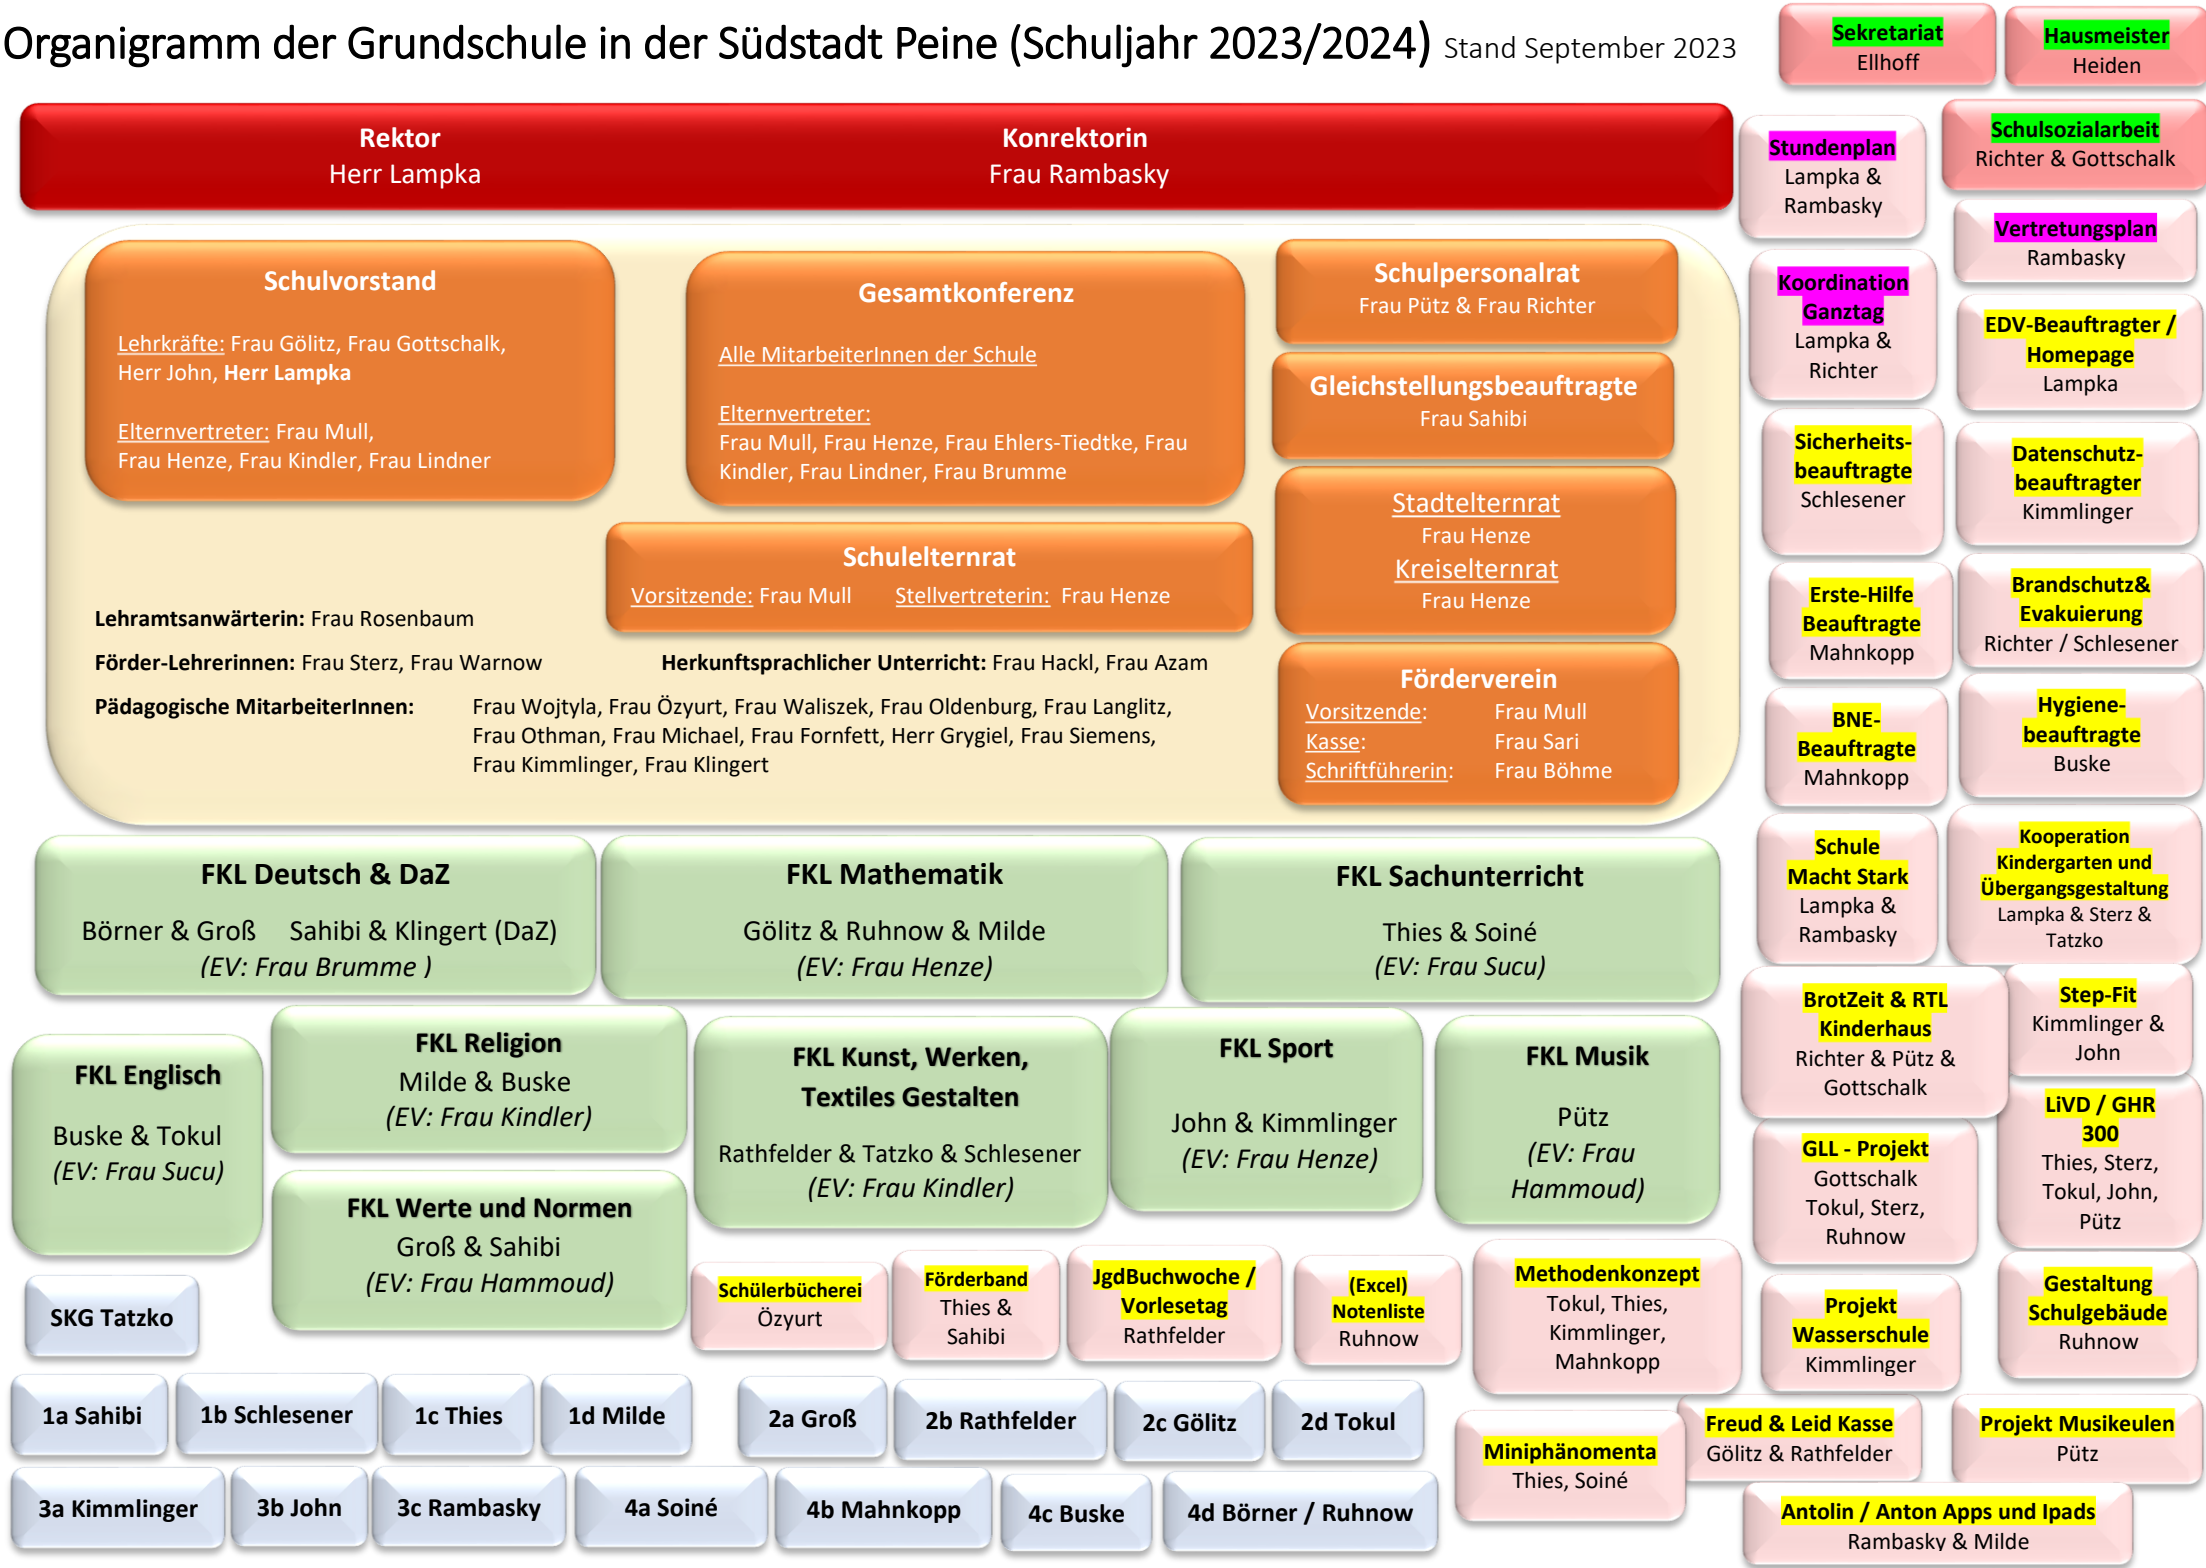 Organigramm der Grundschule in der Südstadt Peine (Schuljahr 2023/2024) Stand September 2023
Sekretariat
Ellhoff
Hausmeister
Heiden
Rektor
Herr Lampka
Konrektorin
Frau Rambasky
Stundenplan
Lampka &
Rambasky
Schulsozialarbeit
Richter & Gottschalk
Vertretungsplan
Rambasky
Schulvorstand
Lehrkräfte: Frau Gölitz, Frau Gottschalk,
Herr John, Herr Lampka
Elternvertreter: Frau Mull,
Frau Henze, Frau Kindler, Frau Lindner
Gesamtkonferenz
Alle MitarbeiterInnen der Schule
Elternvertreter:
Frau Mull, Frau Henze, Frau Ehlers-Tiedtke, Frau
Kindler, Frau Lindner, Frau Brumme
Schulpersonalrat
Frau Pütz & Frau Richter
Gleichstellungsbeauftragte
Frau Sahibi
Stadtelternrat
Frau Henze
Kreiselternrat
Frau Henze
Schulelternrat
Vorsitzende: Frau Mull Stellvertreterin: Frau Henze
Lehramtsanwärterin: Frau Rosenbaum
Förder-Lehrerinnen: Frau Sterz, Frau Warnow
Herkunftsprachlicher Unterricht: Frau Hackl, Frau Azam
Pädagogische MitarbeiterInnen: Frau Wojtyla, Frau Özyurt, Frau Waliszek, Frau Oldenburg, Frau Langlitz,
Frau Othman, Frau Michael, Frau Fornfett, Herr Grygiel, Frau Siemens,
Frau Kimmlinger, Frau Klingert
Förderverein
Vorsitzende: Frau Mull
Kasse: Frau Sari
Schriftführerin: Frau Böhme
Koordination
Ganztag
Lampka &
Richter
EDV-Beauftragter /
Homepage
Lampka
Sicherheits-
beauftragte
Schlesener
Datenschutz-
beauftragter
Kimmlinger
Erste-Hilfe
Beauftragte
Mahnkopp
Brandschutz&
Evakuierung
Richter / Schlesener
BNE-
Beauftragte
Mahnkopp
Hygiene-
beauftragte
Buske
Schule
Macht Stark
Lampka &
Rambasky
Kooperation
Kindergarten und
Übergangsgestaltung
Lampka & Sterz &
Tatzko
FKL Deutsch & DaZ
Börner & Groß Sahibi & Klingert (DaZ)
(EV: Frau Brumme )
FKL Mathematik
Gölitz & Ruhnow & Milde
(EV: Frau Henze)
FKL Sachunterricht
Thies & Soiné
(EV: Frau Sucu)
FKL Englisch
Buske & Tokul
(EV: Frau Sucu)
FKL Religion
Milde & Buske
(EV: Frau Kindler)
FKL Werte und Normen
Groß & Sahibi
(EV: Frau Hammoud)
FKL Kunst, Werken,
Textiles Gestalten
Rathfelder & Tatzko & Schlesener
(EV: Frau Kindler)
FKL Sport
John & Kimmlinger
(EV: Frau Henze)
FKL Musik
Pütz
(EV: Frau
Hammoud)
BrotZeit & RTL
Kinderhaus
Richter & Pütz &
Gottschalk
Step-Fit
Kimmlinger &
John
GLL - Projekt
Gottschalk
Tokul, Sterz,
Ruhnow
LiVD / GHR
300
Thies, Sterz,
Tokul, John,
Pütz
Schülerbücherei
Özyurt
Förderband
Thies &
Sahibi
JgdBuchwoche /
Vorlesetag
Rathfelder
(Excel)
Notenliste
Ruhnow
Methodenkonzept
Tokul, Thies,
Kimmlinger,
Mahnkopp
Projekt
Wasserschule
Kimmlinger
Gestaltung
Schulgebäude
Ruhnow
SKG Tatzko
1a Sahibi
1b Schlesener
1c Thies
1d Milde
2a Groß
2b Rathfelder
2c Gölitz
2d Tokul
Miniphänomenta
Thies, Soiné
Freud & Leid Kasse
Gölitz & Rathfelder
Projekt Musikeulen
Pütz
3a Kimmlinger
3b John
3c Rambasky
4a Soiné
4b Mahnkopp
4c Buske
4d Börner / Ruhnow
Antolin / Anton Apps und Ipads
Rambasky & Milde